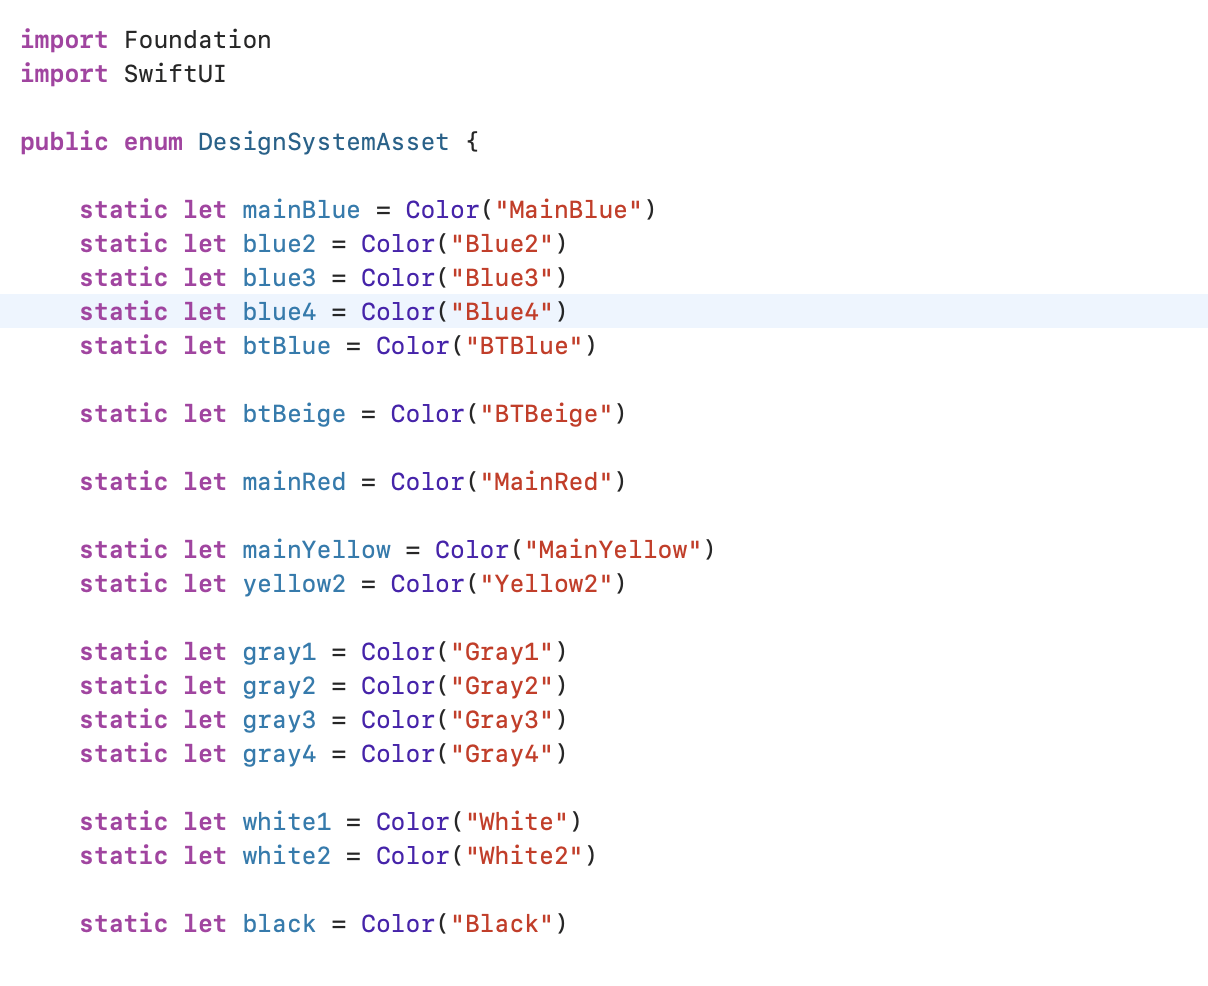 import Foundation
import SwiftUI
public enum DesignSystemAsset {
static let mainBlue = Color("MainBlue")
static let blue2 = Color("Blue2")
static let blue3 = Color("Blue3")
static let blue4 = Color("Blue4")
static let btBlue = Color("BTBlue")
static let btBeige = Color("BTBeige")
static let mainRed = Color("MainRed")
static let mainYellow = Color("MainYellow")
static let yellow2 = Color("Yellow2")
static let gray1 = Color("Gray1")
static let gray2 = Color("Gray2")
static let gray3 = Color("Gray3")
static let gray4 = Color("Gray4")
static let white1 = Color("White")
static let white2 = Color("White2")
static let black = Color("Black")